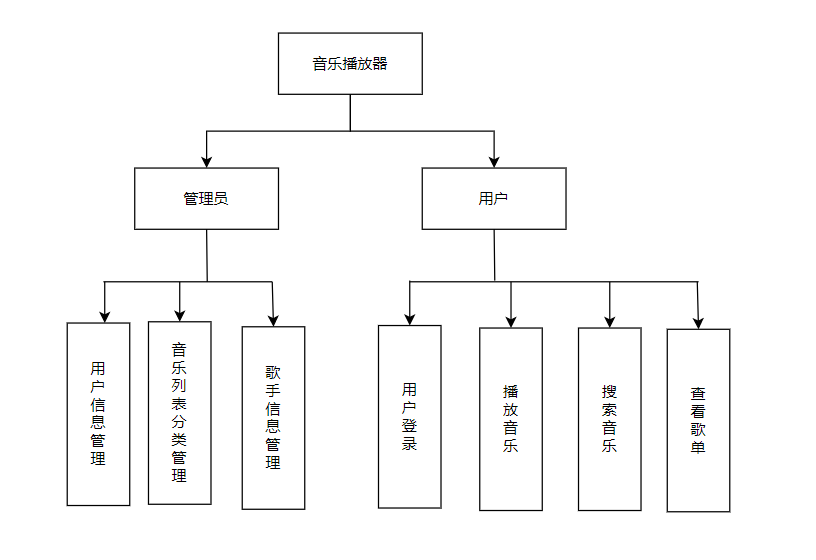 音乐播放器
管理员
用户
用户信息管理
音乐列表分类管理
歌手信息管理
用户登录
播放音乐
搜索音乐
查看歌单